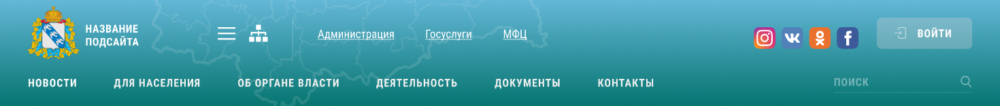 НАЗВАНИЕ
ПОДСАЙТА
Администрация Госуслуги МФЦ
ВОЙТИ
НОВОСТИ ДЛЯ НАСЕЛЕНИЯ ОБ ОРГАНЕ ВЛАСТИ ДЕЯТЕЛЬНОСТЬ ДОКУМЕНТЫ КОНТАКТЫ
ПОИСК